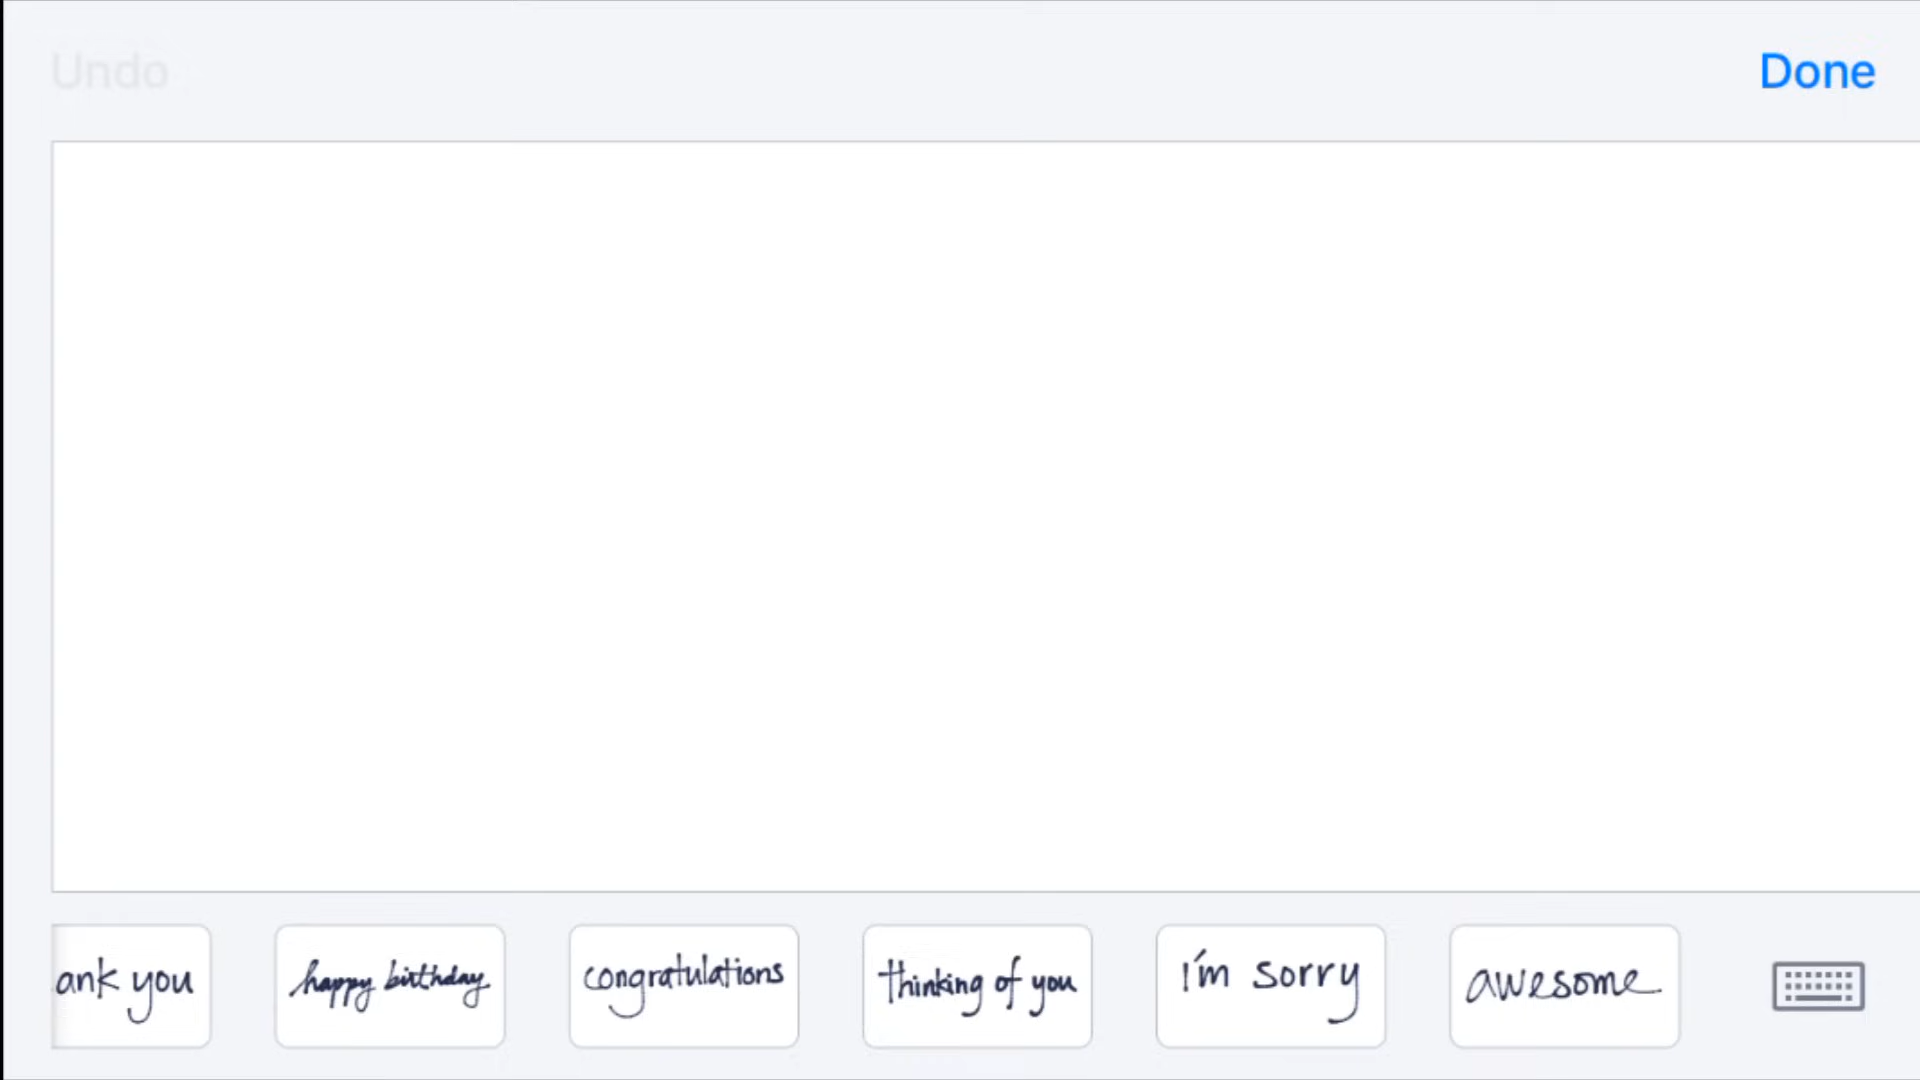 Undo
Done
ank you
happy birthday
congratulations
thinking of you
i'm sorry
awesome